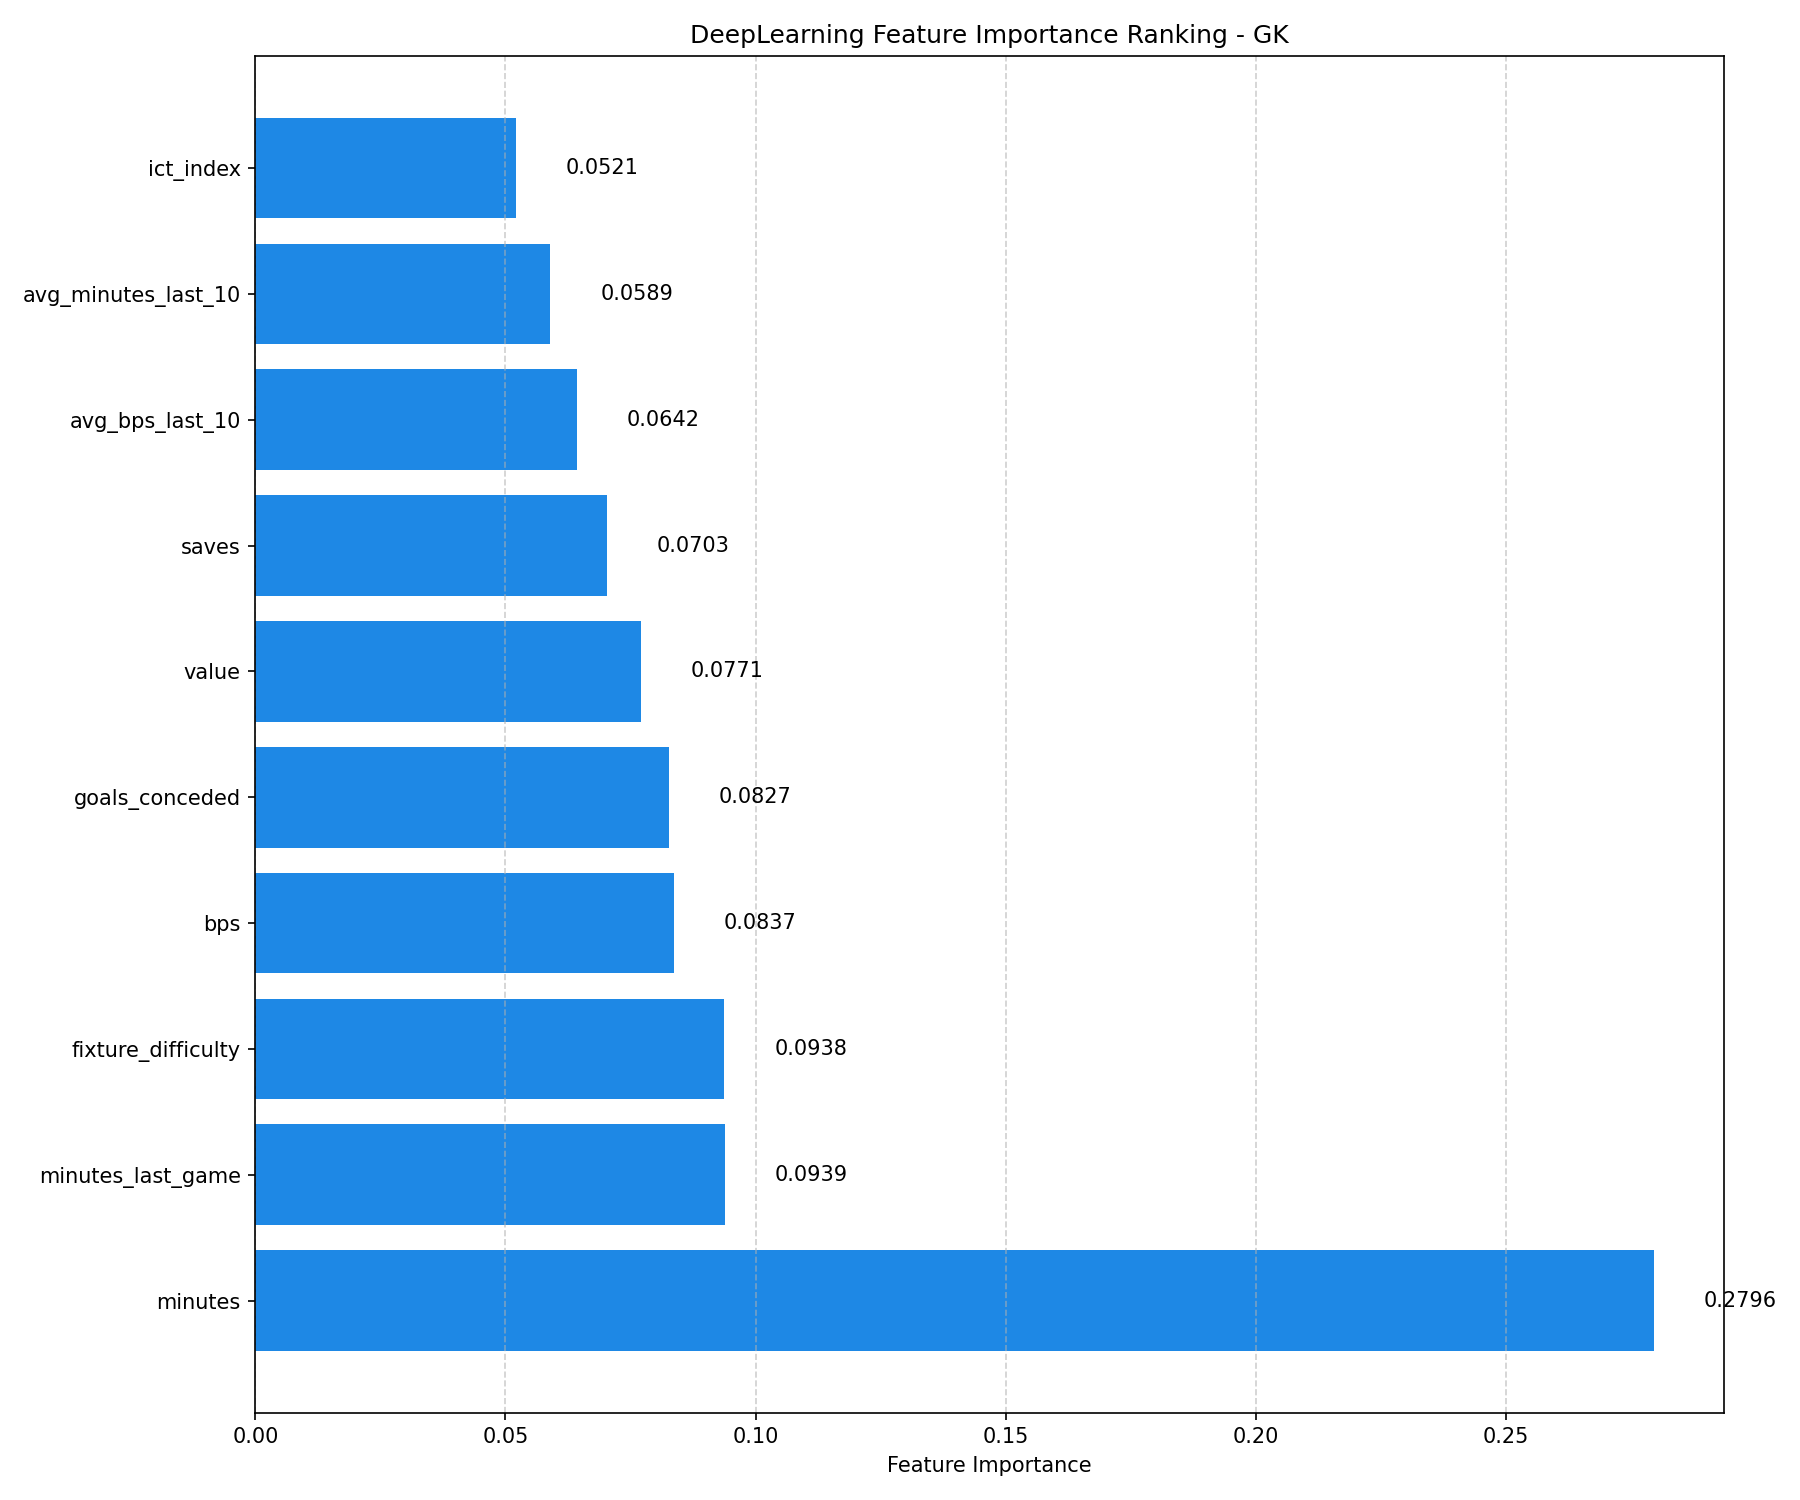 DeepLearning Feature Importance Ranking - GK
ict_index 0.0521
avg_minutes_last_10 0.0589
avg_bps_last_10 0.0642
saves 0.0703
value 0.0771
goals_conceded 0.0827
bps 0.0837
fixture_difficulty 0.0938
minutes_last_game 0.0939
minutes 0.2796
0.00 0.05 0.10 0.15 0.20 0.25
Feature Importance